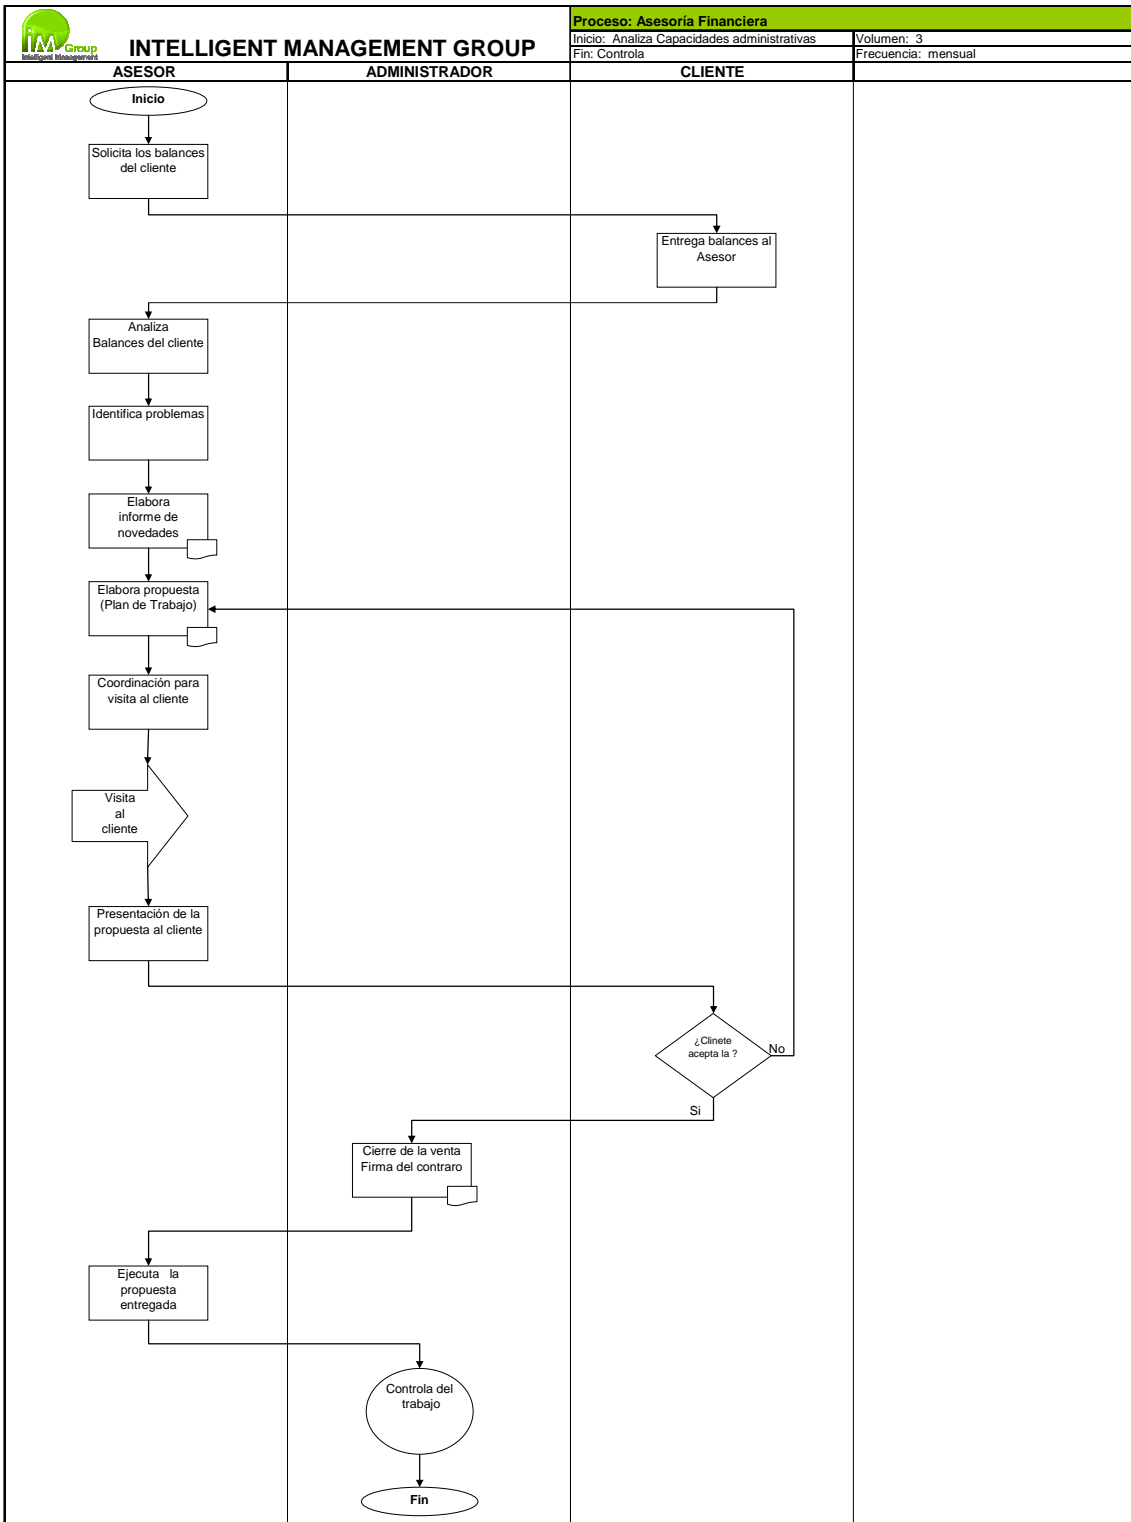 iM Group
Intelligent Management
INTELLIGENT MANAGEMENT GROUP
Proceso: Asesoría Financiera
Inicio: Analiza Capacidades administrativas
Volumen: 3
Fin: Controla
Frecuencia: mensual
ASESOR
ADMINISTRADOR
CLIENTE
Inicio
Solicita los balances
del cliente
Entrega balances al
Asesor
Analiza
Balances del cliente
Identifica problemas
Elabora
informe de
novedades
Elabora propuesta
(Plan de Trabajo)
Coordinación para
visita al cliente
Visita
al
cliente
Presentación de la
propuesta al cliente
¿Clinete
acepta la ?
No
Si
Cierre de la venta
Firma del contraro
Ejecuta la
propuesta
entregada
Controla del
trabajo
Fin